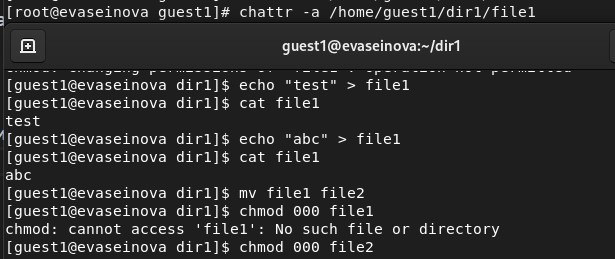 [root@evaseinova guest1]# chattr -a /home/guest1/dir1/file1
guest1@evaseinova:~/dir1
[guest1@evaseinova dir1]$ echo "test" > file1
[guest1@evaseinova dir1]$ cat file1
test
[guest1@evaseinova dir1]$ echo "abc" > file1
[guest1@evaseinova dir1]$ cat file1
abc
[guest1@evaseinova dir1]$ mv file1 file2
[guest1@evaseinova dir1]$ chmod 000 file1
chmod: cannot access 'file1': No such file or directory
[guest1@evaseinova dir1]$ chmod 000 file2